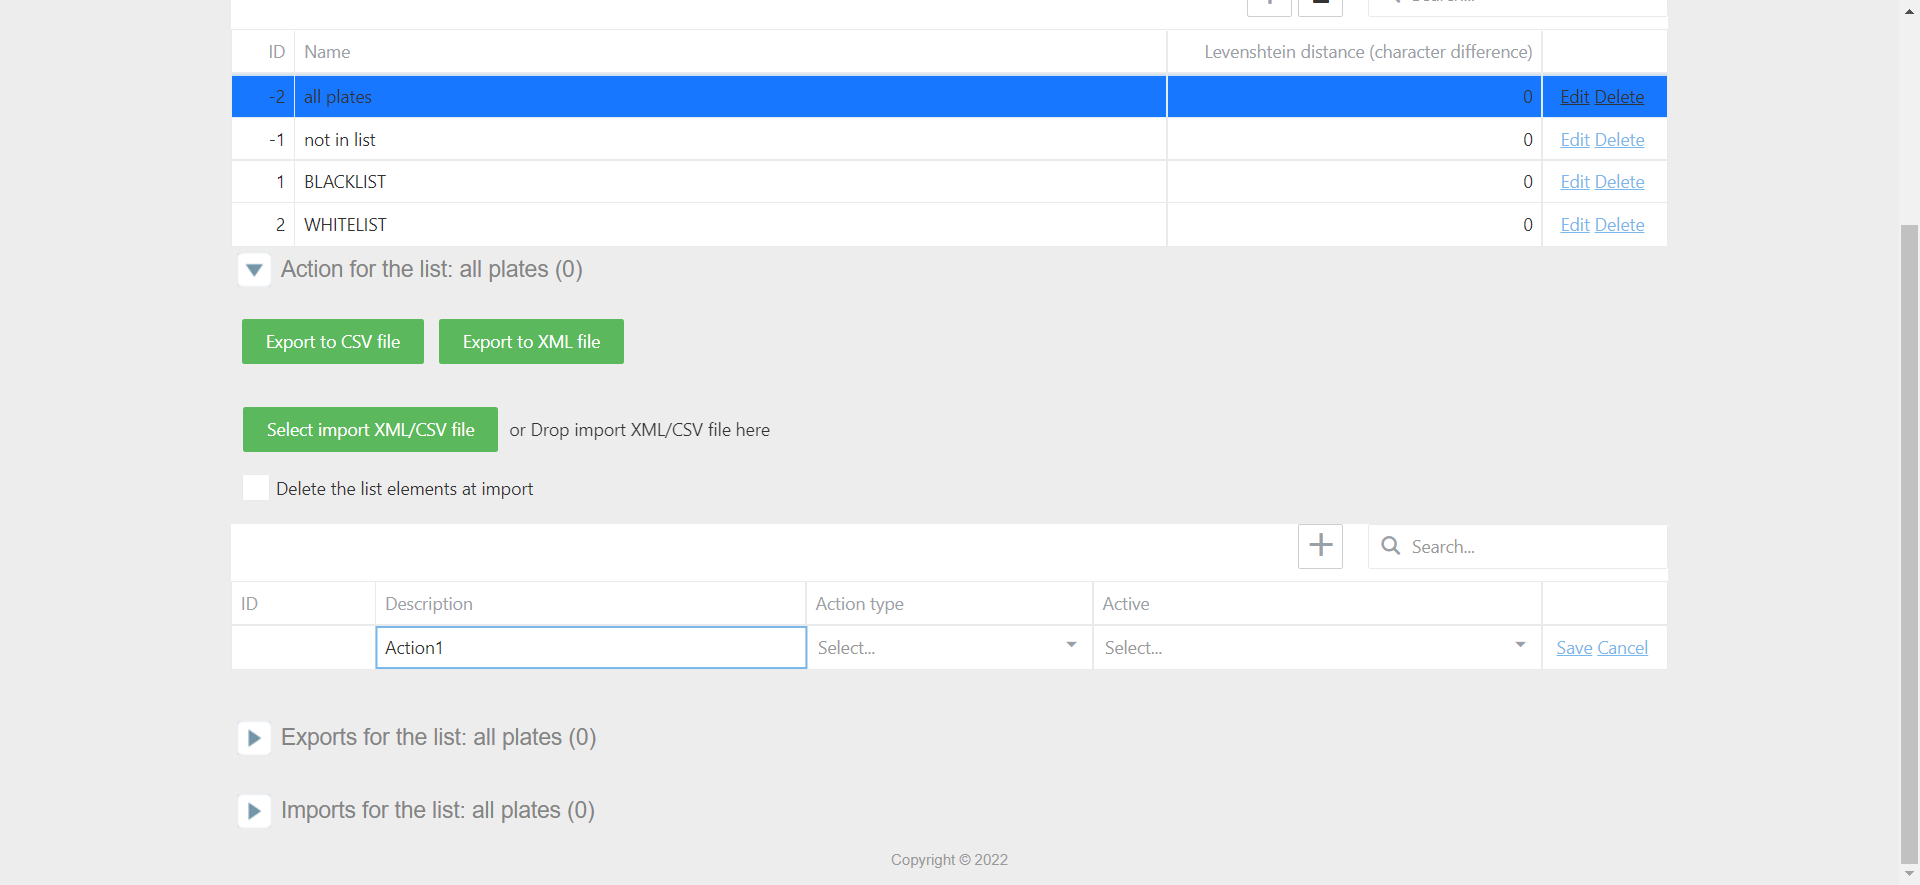 ID Name Levenshtein distance (character difference)
-2 all plates 0 Edit Delete
-1 not in list 0 Edit Delete
1 BLACKLIST 0 Edit Delete
2 WHITELIST 0 Edit Delete
Action for the list: all plates (0)
Export to CSV file Export to XML file
Select import XML/CSV file or Drop import XML/CSV file here
Delete the list elements at import
Search...
ID Description Action type Active
Action1 Select... Select... Save Cancel
Exports for the list: all plates (0)
Imports for the list: all plates (0)
Copyright © 2022